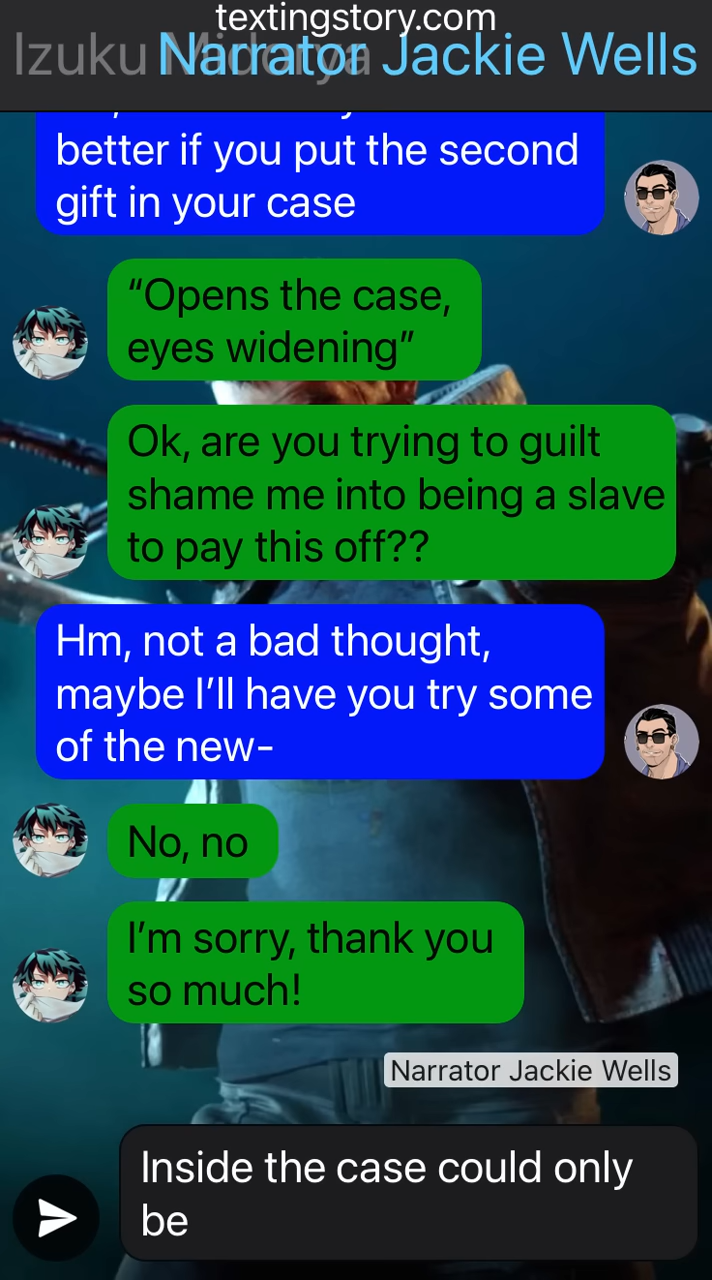 textingstory.com
Izuku Midoriya Narrator Jackie Wells
better if you put the second
gift in your case
“Opens the case,
eyes widening”
Ok, are you trying to guilt
shame me into being a slave
to pay this off??
Hm, not a bad thought,
maybe I’ll have you try some
of the new-
No, no
I’m sorry, thank you
so much!
Narrator Jackie Wells
Inside the case could only
be